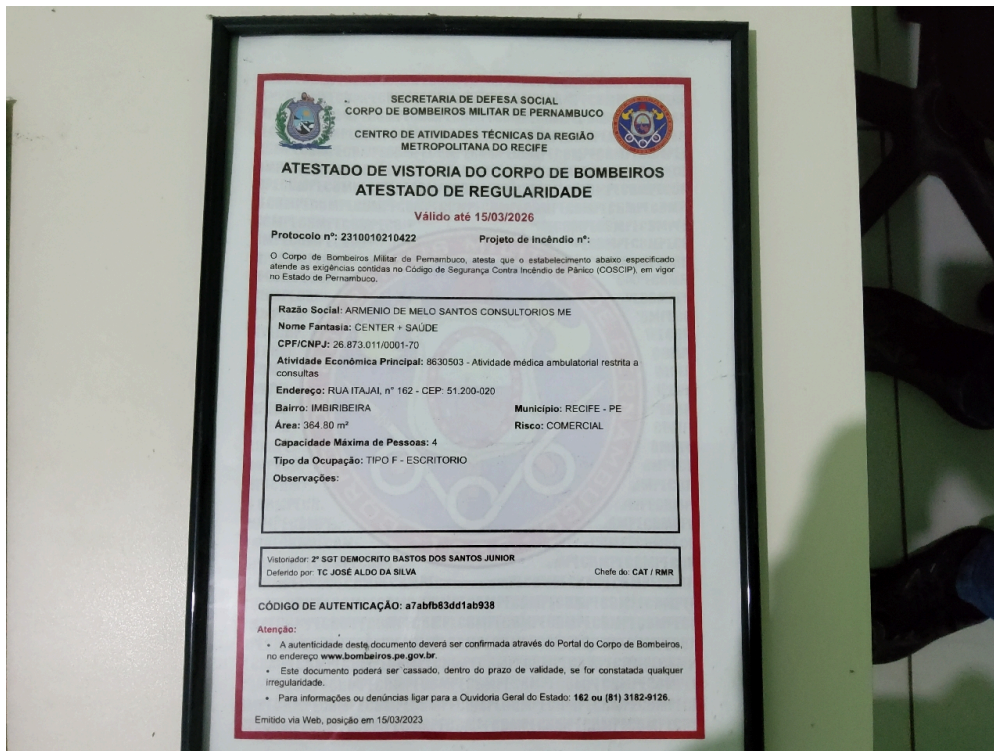 SECRETARIA DE DEFESA SOCIAL
CORPO DE BOMBEIROS MILITAR DE PERNAMBUCO
CENTRO DE ATIVIDADES TÉCNICAS DA REGIÃO
METROPOLITANA DO RECIFE
ATESTADO DE VISTORIA DO CORPO DE BOMBEIROS
ATESTADO DE REGULARIDADE
Válido até 15/03/2026
Protocolo nº: 2310010210422 Projeto de incêndio nº:
O Corpo de Bombeiros Militar de Pernambuco, atesta que o estabelecimento abaixo especificado
atende as exigências contidas no Código de Segurança Contra Incêndio de Pânico (COSCIP), em vigor
no Estado de Pernambuco.
Razão Social: ARMENIO DE MELO SANTOS CONSULTORIOS ME
Nome Fantasia: CENTER + SAÚDE
CPF/CNPJ: 26.873.011/0001-70
Atividade Econômica Principal: 8630503 - Atividade médica ambulatorial restrita a
consultas
Endereço: RUA ITAJAI, n° 162 - CEP: 51.200-020
Bairro: IMBIRIBEIRA Município: RECIFE - PE
Área: 364.80 m² Risco: COMERCIAL
Capacidade Máxima de Pessoas: 4
Tipo da Ocupação: TIPO F - ESCRITORIO
Observações:
Vistoriador: 2º SGT DEMOCRITO BASTOS DOS SANTOS JUNIOR
Deferido por: TC JOSÉ ALDO DA SILVA Chefe do: CAT / RMR
CÓDIGO DE AUTENTICAÇÃO: a7abfb83dd1ab938
Atenção:
• A autenticidade deste documento deverá ser confirmada através do Portal do Corpo de Bombeiros,
no endereço www.bombeiros.pe.gov.br.
• Este documento poderá ser cassado, dentro do prazo de validade, se for constatada qualquer
irregularidade.
• Para informações ou denúncias ligar para a Ouvidoria Geral do Estado: 162 ou (81) 3182-9126.
Emitido via Web, posição em 15/03/2023